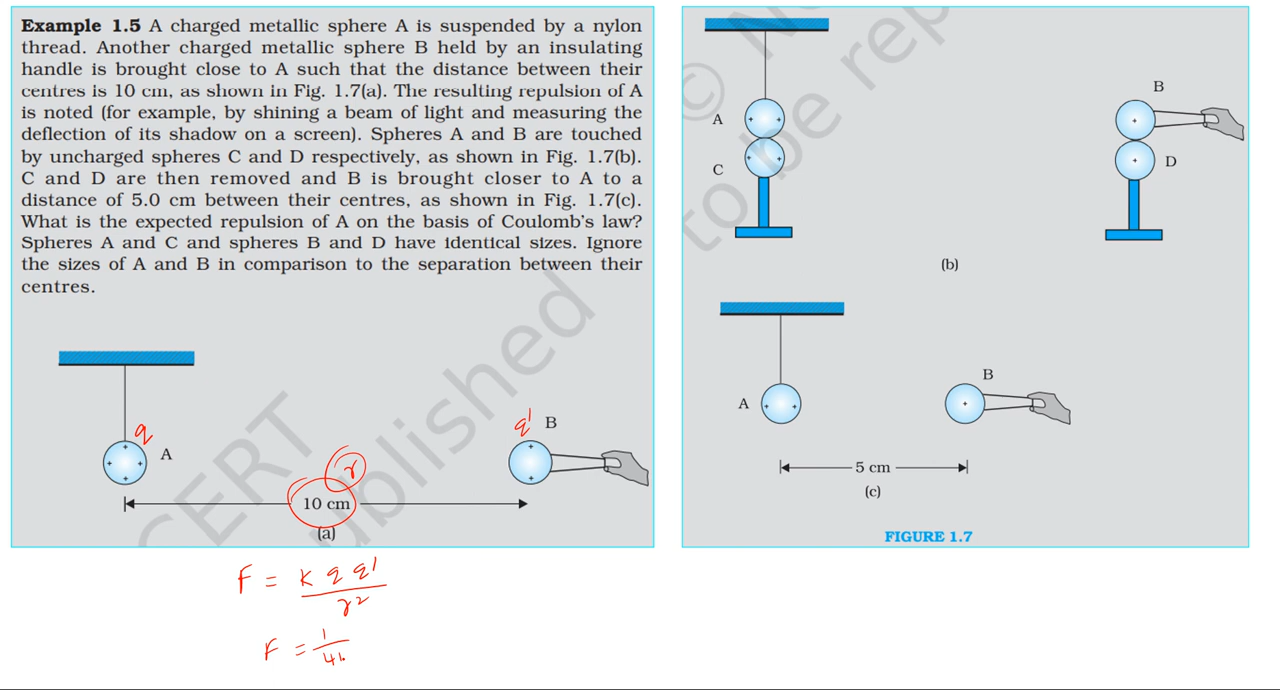 Example 1.5 A charged metallic sphere A is suspended by a nylon
thread. Another charged metallic sphere B held by an insulating
handle is brought close to A such that the distance between their
centres is 10 cm, as shown in Fig. 1.7(a). The resulting repulsion of A
is noted (for example, by shining a beam of light and measuring the
deflection of its shadow on a screen). Spheres A and B are touched
by uncharged spheres C and D respectively, as shown in Fig. 1.7(b).
C and D are then removed and B is brought closer to A to a
distance of 5.0 cm between their centres, as shown in Fig. 1.7(c).
What is the expected repulsion of A on the basis of Coulomb's law?
Spheres A and C and spheres B and D have identical sizes. Ignore
the sizes of A and B in comparison to the separation between their
centres.
q
A
q'
B
r
10 cm
(a)
F = K q q'
r²
F = 1
4
A
C
B
D
(b)
A
B
5 cm
(c)
FIGURE 1.7
© N
to be rep
CERT
ublished